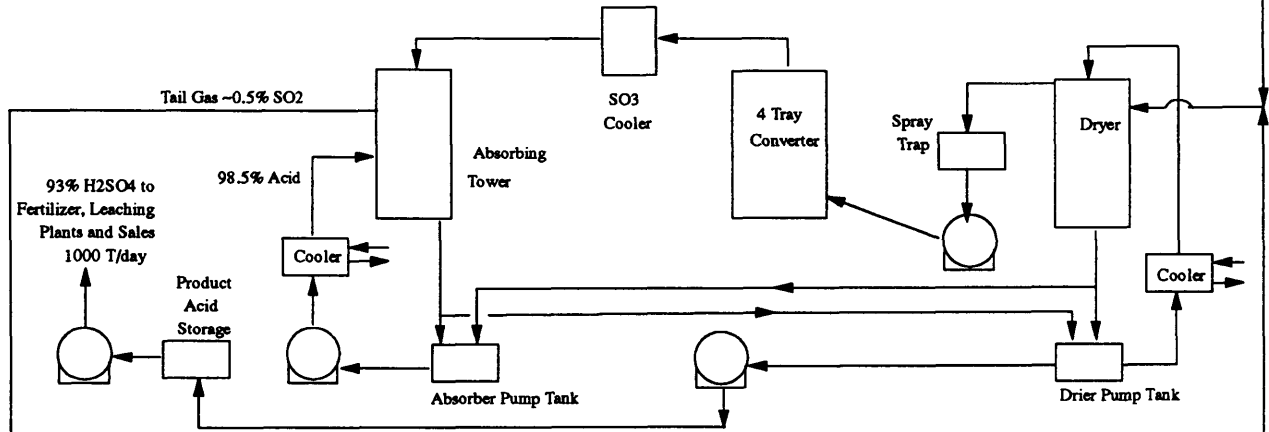 Tail Gas ~0.5% SO2
SO3
Cooler
4 Tray
Converter
Spray
Trap
Dryer
Absorbing
Tower
98.5% Acid
93% H2SO4 to
Fertilizer, Leaching
Plants and Sales
1000 T/day
Cooler
Cooler
Product
Acid
Storage
Absorber Pump Tank
Drier Pump Tank